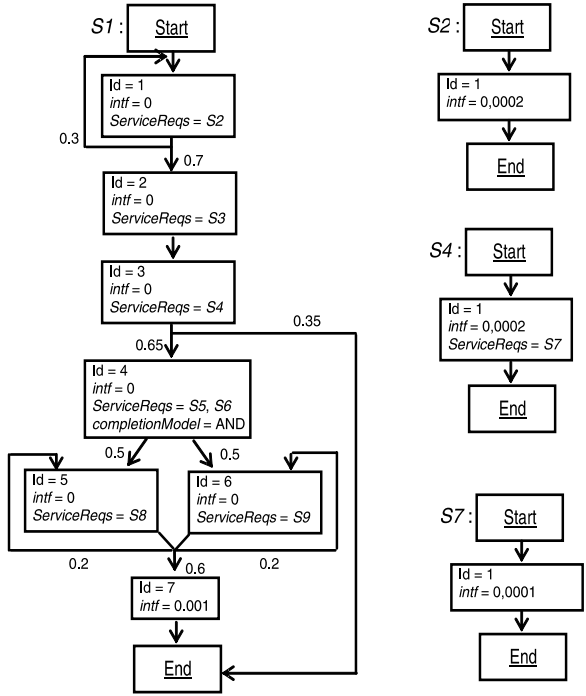 S1 :
Start
Id = 1
intf = 0
ServiceReqs = S2
0.3
0.7
Id = 2
intf = 0
ServiceReqs = S3
Id = 3
intf = 0
ServiceReqs = S4
0.35
0.65
Id = 4
intf = 0
ServiceReqs = S5, S6
completionModel = AND
0.5
0.5
Id = 5
intf = 0
ServiceReqs = S8
Id = 6
intf = 0
ServiceReqs = S9
0.2
0.6
0.2
Id = 7
intf = 0.001
End
S2 :
Start
Id = 1
intf = 0,0002
End
S4 :
Start
Id = 1
intf = 0,0002
ServiceReqs = S7
End
S7 :
Start
Id = 1
intf = 0,0001
End